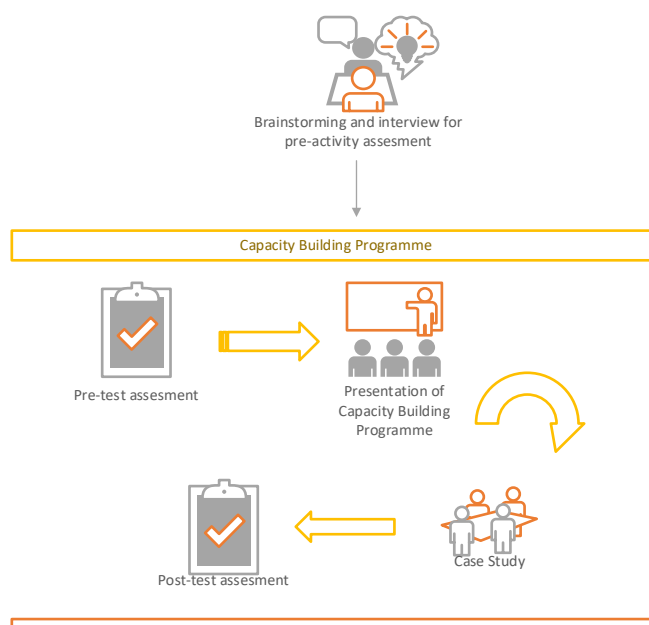 Brainstorming and interview for
pre-activity assesment
Capacity Building Programme
Pre-test assesment
Presentation of
Capacity Building
Programme
Case Study
Post-test assesment